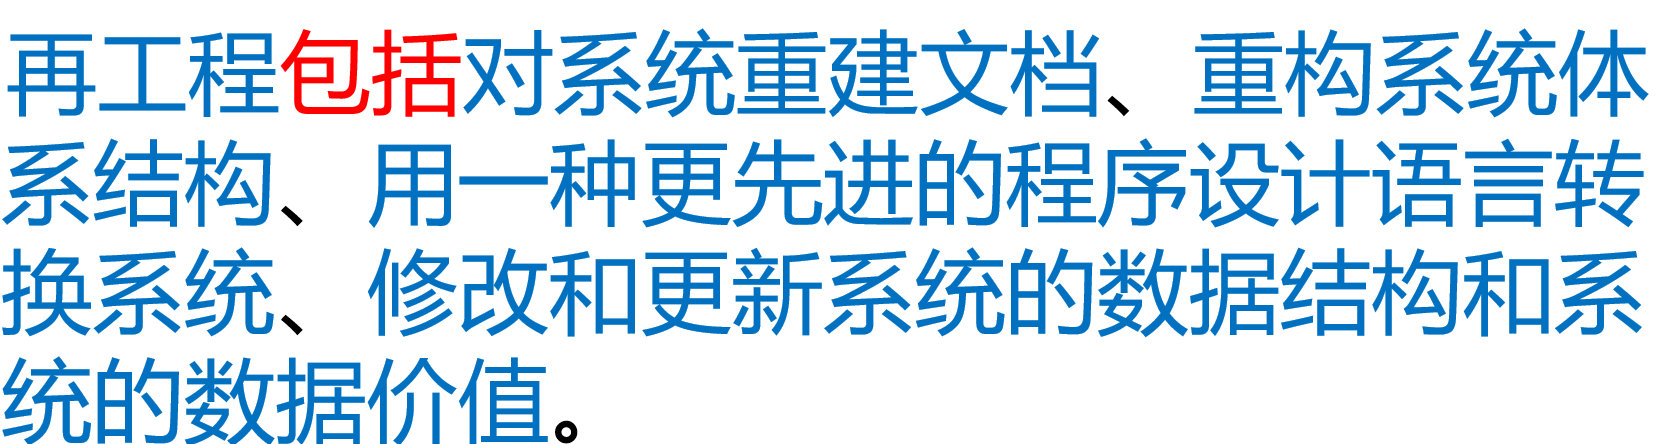 再工程包括对系统重建文档、重构系统体
系结构、用一种更先进的程序设计语言转
换系统、修改和更新系统的数据结构和系
统的数据价值。